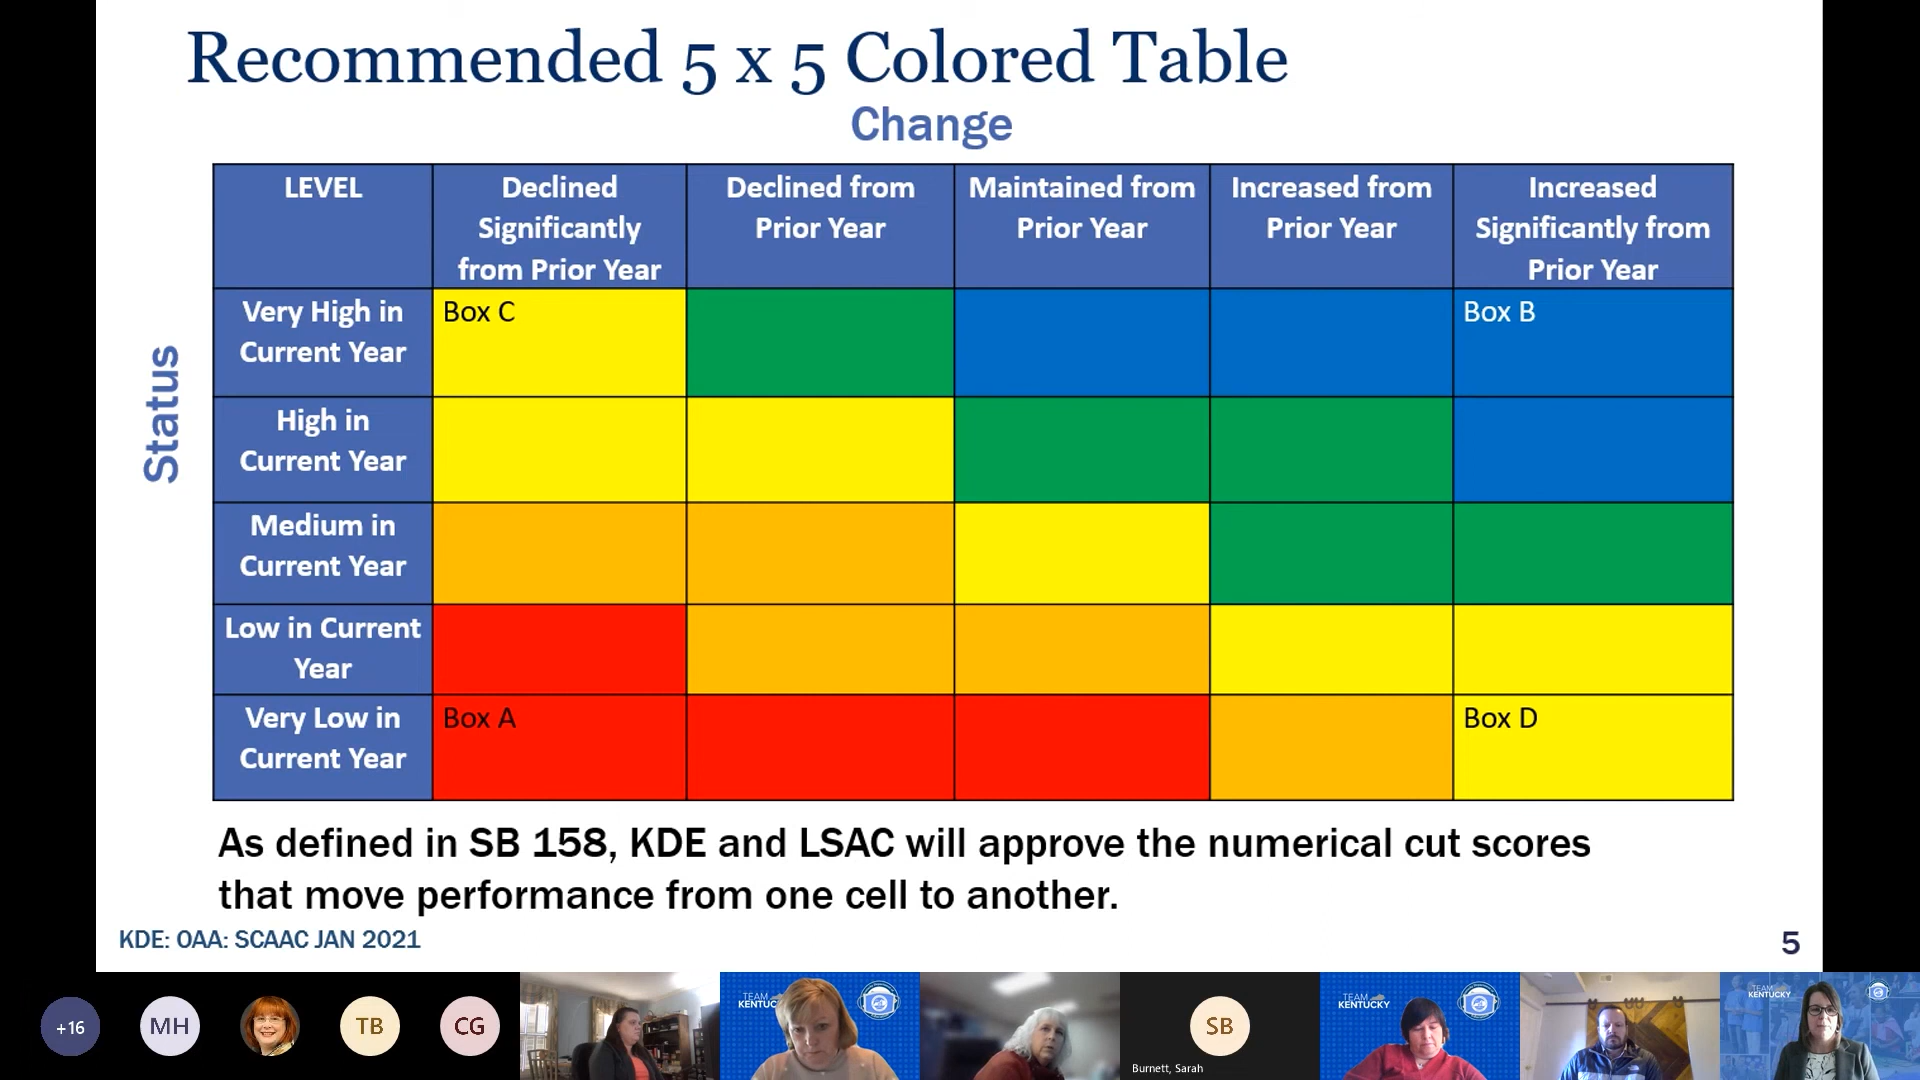 Recommended 5 x 5 Colored Table
Change
Status
LEVEL
Declined
Significantly
from Prior Year
Declined from
Prior Year
Maintained from
Prior Year
Increased from
Prior Year
Increased
Significantly from
Prior Year
Very High in
Current Year
Box C
Box B
High in
Current Year
Medium in
Current Year
Low in Current
Year
Very Low in
Current Year
Box A
Box D
As defined in SB 158, KDE and LSAC will approve the numerical cut scores
that move performance from one cell to another.
KDE: OAA: SCAAC JAN 2021
5
+16
MH
TB
CG
TEAM
KENTUCKY
SB
Burnett, Sarah
TEAM
KENTUCKY
TEAM
KENTUCKY